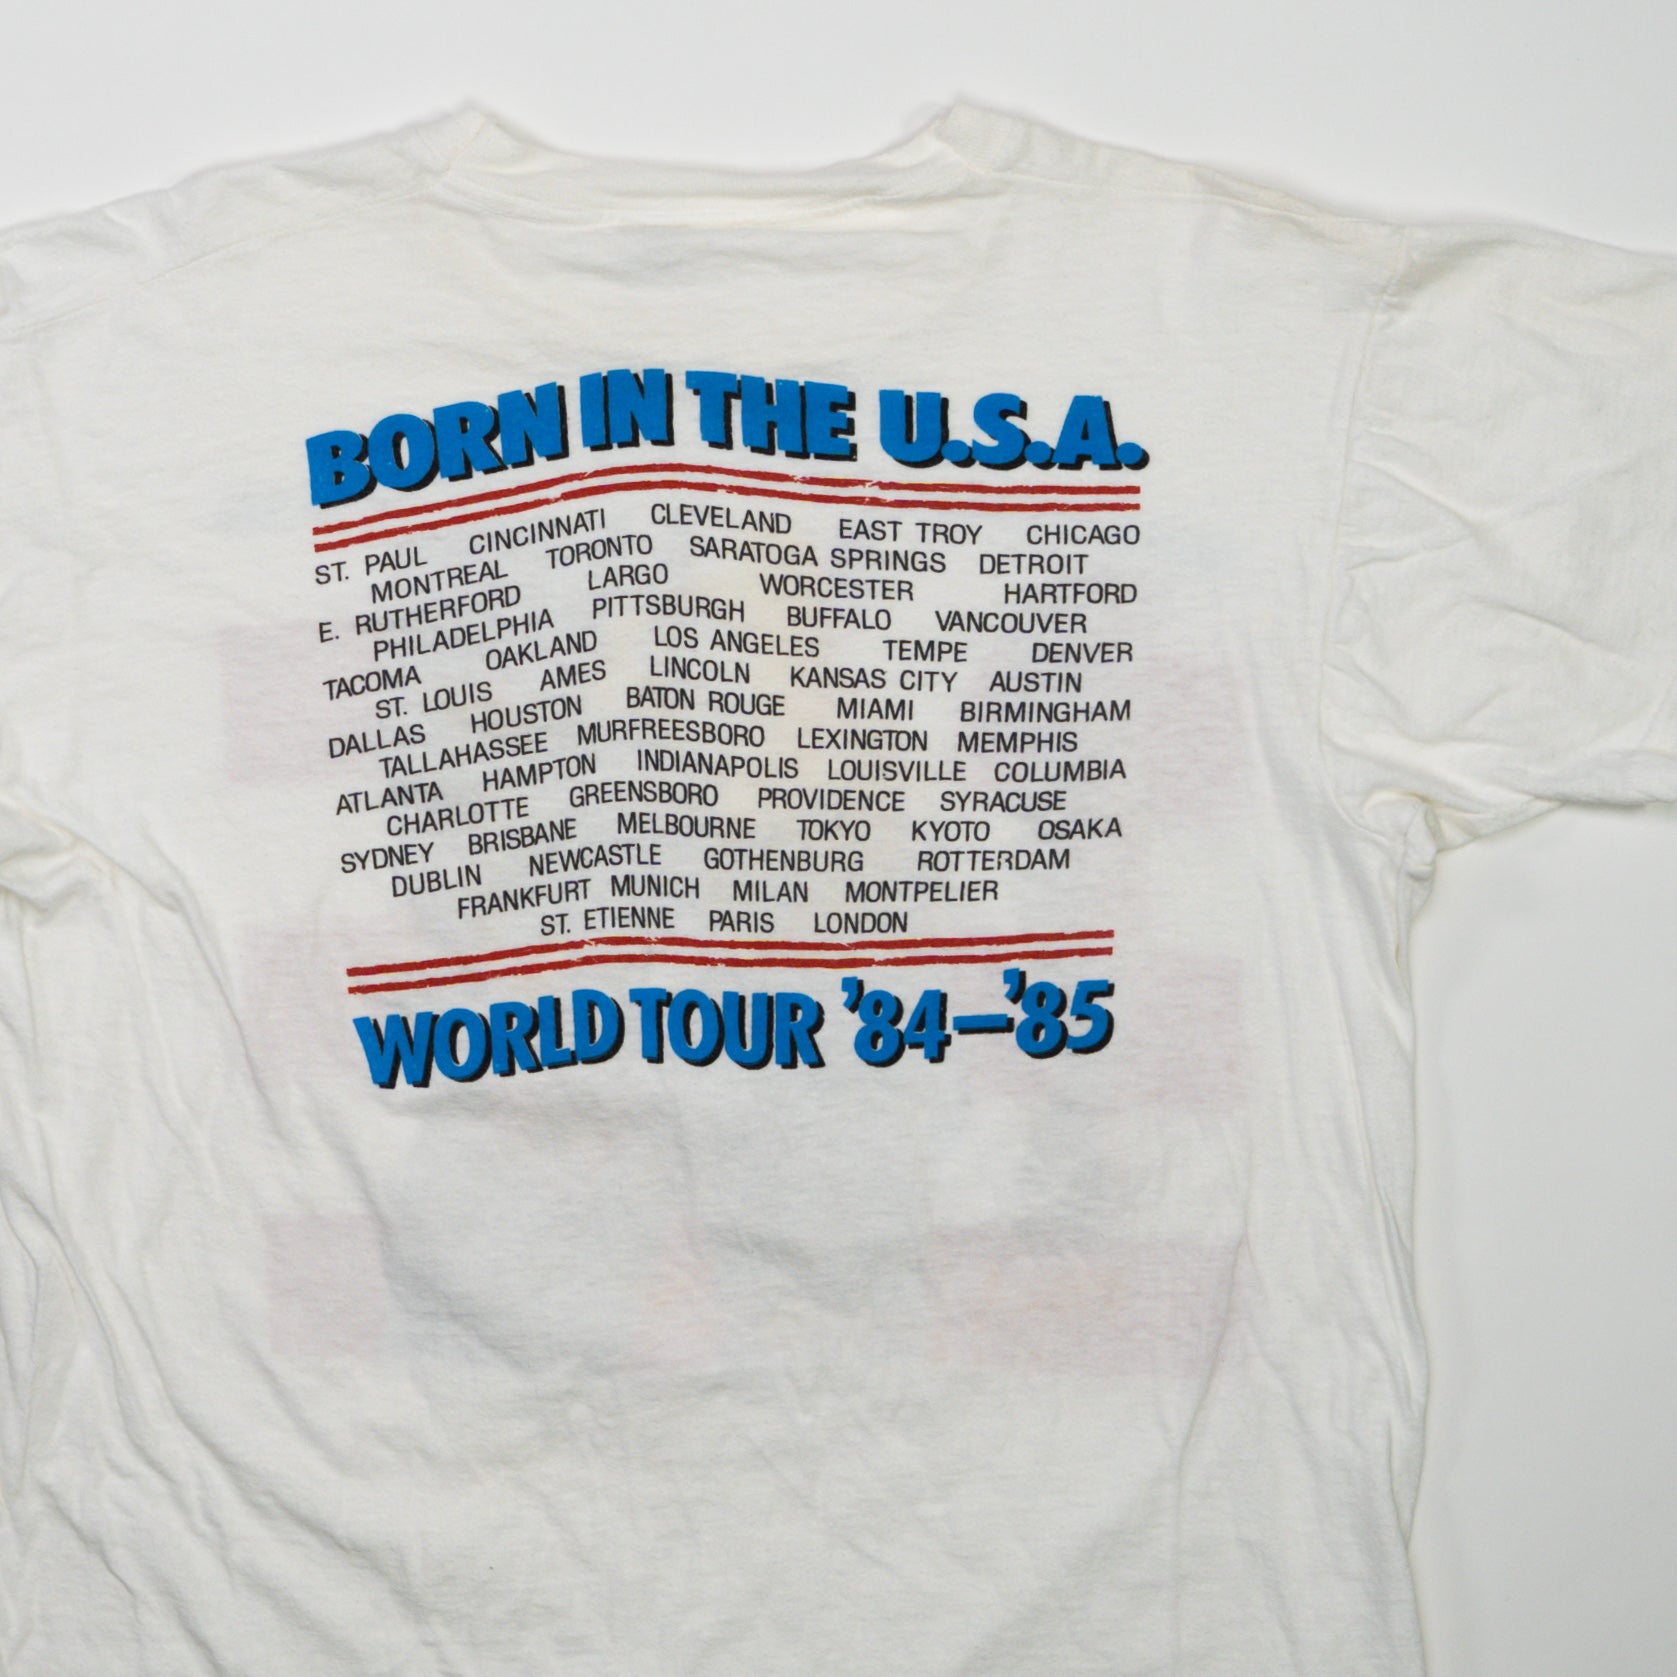 BORN IN THE U.S.A.
ST. PAUL CINCINNATI CLEVELAND EAST TROY CHICAGO
MONTREAL TORONTO SARATOGA SPRINGS DETROIT
E. RUTHERFORD LARGO WORCESTER HARTFORD
PHILADELPHIA PITTSBURGH BUFFALO VANCOUVER
TACOMA OAKLAND LOS ANGELES TEMPE DENVER
ST. LOUIS AMES LINCOLN KANSAS CITY AUSTIN
DALLAS HOUSTON BATON ROUGE MIAMI BIRMINGHAM
TALLAHASSEE MURFREESBORO LEXINGTON MEMPHIS
ATLANTA HAMPTON INDIANAPOLIS LOUISVILLE COLUMBIA
CHARLOTTE GREENSBORO PROVIDENCE SYRACUSE
SYDNEY BRISBANE MELBOURNE TOKYO KYOTO OSAKA
DUBLIN NEWCASTLE GOTHENBURG ROTTERDAM
FRANKFURT MUNICH MILAN MONTPELIER
ST. ETIENNE PARIS LONDON
WORLD TOUR '84–'85